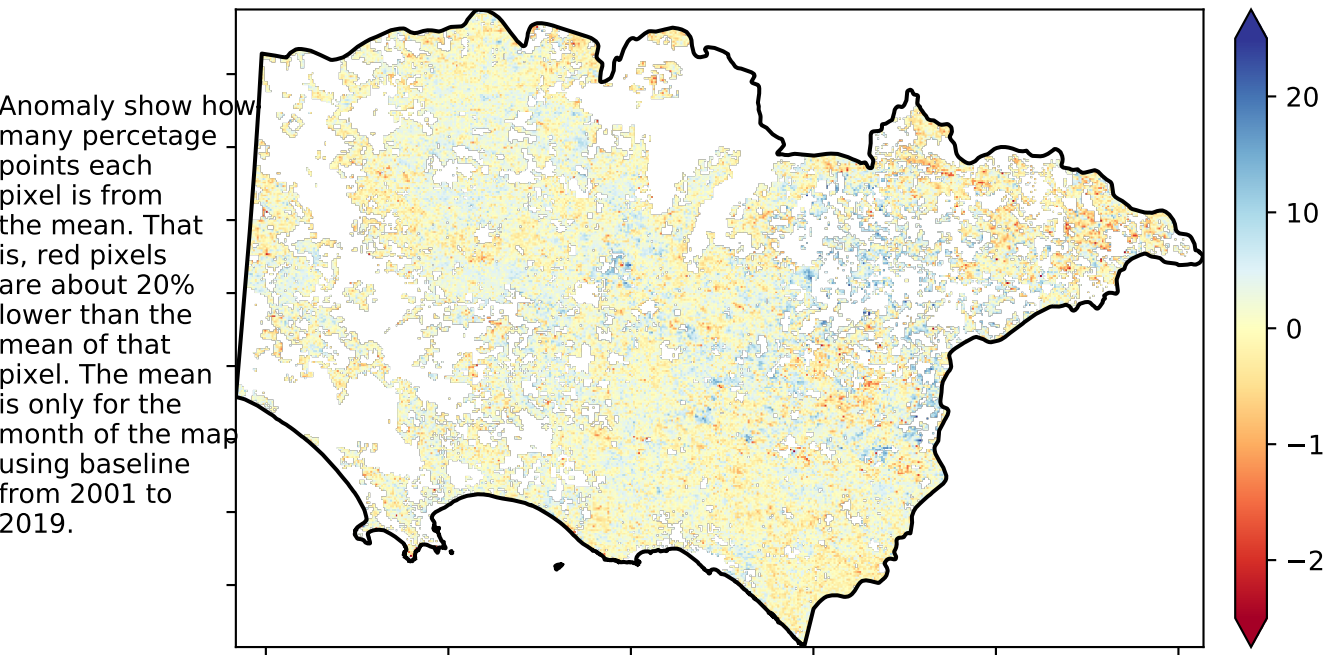 Anomaly show how
many percetage
points each
pixel is from
the mean. That
is, red pixels
are about 20%
lower than the
mean of that
pixel. The mean
is only for the
month of the map
using baseline
from 2001 to
2019.
20
10
0
−1
−2